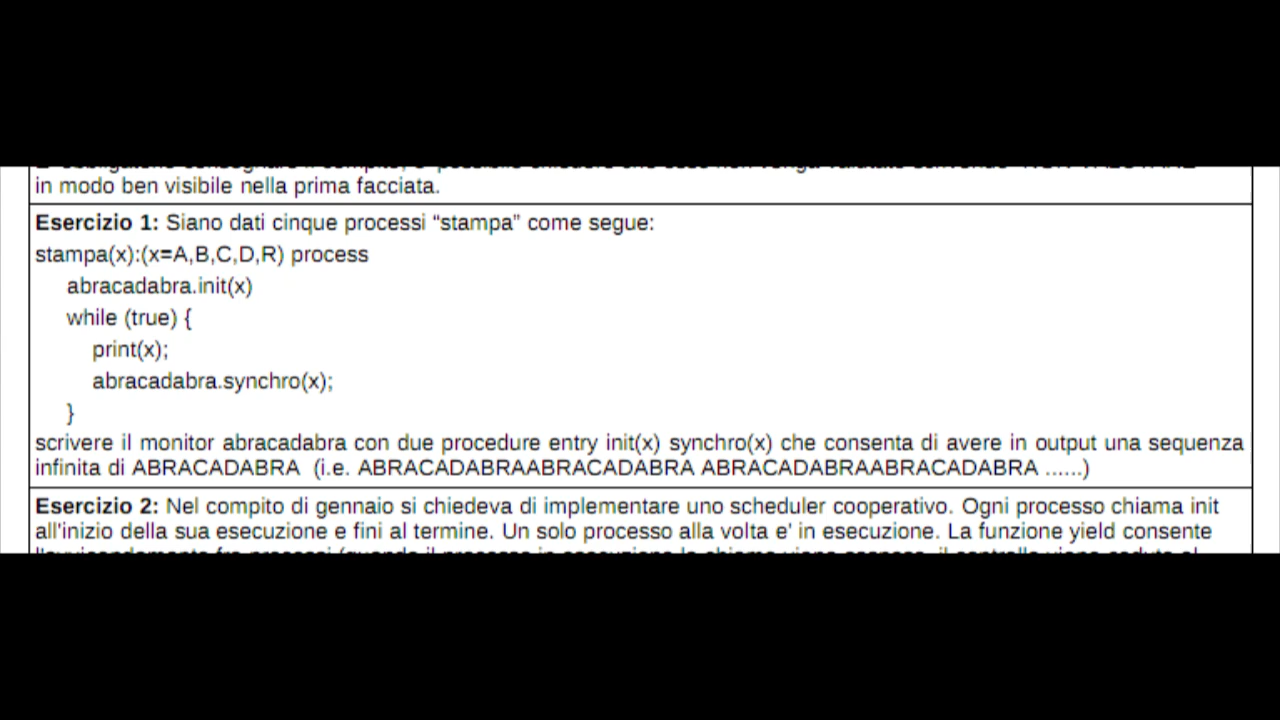 in modo ben visibile nella prima facciata.
Esercizio 1: Siano dati cinque processi “stampa” come segue:
stampa(x):(x=A,B,C,D,R) process
abracadabra.init(x)
while (true) {
print(x);
abracadabra.synchro(x);
}
scrivere il monitor abracadabra con due procedure entry init(x) synchro(x) che consenta di avere in output una sequenza
infinita di ABRACADABRA (i.e. ABRACADABRAABRACADABRA ABRACADABRAABRACADABRA ......)
Esercizio 2: Nel compito di gennaio si chiedeva di implementare uno scheduler cooperativo. Ogni processo chiama init
all'inizio della sua esecuzione e fini al termine. Un solo processo alla volta e' in esecuzione. La funzione yield consente